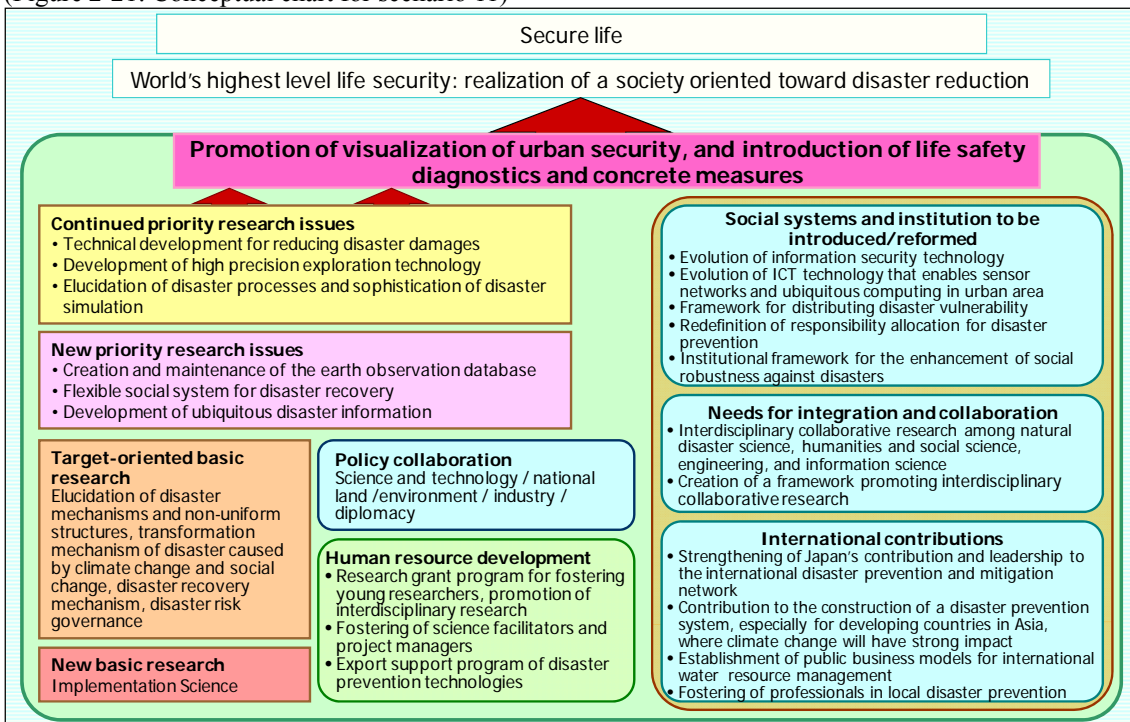 Secure life
World's highest level life security: realization of a society oriented toward disaster reduction
Promotion of visualization of urban security, and introduction of life safety
diagnostics and concrete measures
Continued priority research issues
• Technical development for reducing disaster damages
• Development of high precision exploration technology
• Elucidation of disaster processes and sophistication of disaster
simulation
New priority research issues
• Creation and maintenance of the earth observation database
• Flexible social system for disaster recovery
• Development of ubiquitous disaster information
Target-oriented basic
research
Elucidation of disaster
mechanisms and non-uniform
structures, transformation
mechanism of disaster caused
by climate change and social
change, disaster recovery
mechanism, disaster risk
governance
New basic research
Implementation Science
Policy collaboration
Science and technology / national
land /environment / industry /
diplomacy
Human resource development
• Research grant program for fostering
young researchers, promotion of
interdisciplinary research
• Fostering of science facilitators and
project managers
• Export support program of disaster
prevention technologies
Social systems and institution to be
introduced/reformed
• Evolution of information security technology
• Evolution of ICT technology that enables sensor
networks and ubiquitous computing in urban area
• Framework for distributing disaster vulnerability
• Redefinition of responsibility allocation for disaster
prevention
• Institutional framework for the enhancement of social
robustness against disasters
Needs for integration and collaboration
• Interdisciplinary collaborative research among natural
disaster science, humanities and social science,
engineering, and information science
• Creation of a framework promoting interdisciplinary
collaborative research
International contributions
• Strengthening of Japan's contribution and leadership to
the international disaster prevention and mitigation
network
• Contribution to the construction of a disaster prevention
system, especially for developing countries in Asia,
where climate change will have strong impact
• Establishment of public business models for international
water resource management
• Fostering of professionals in local disaster prevention